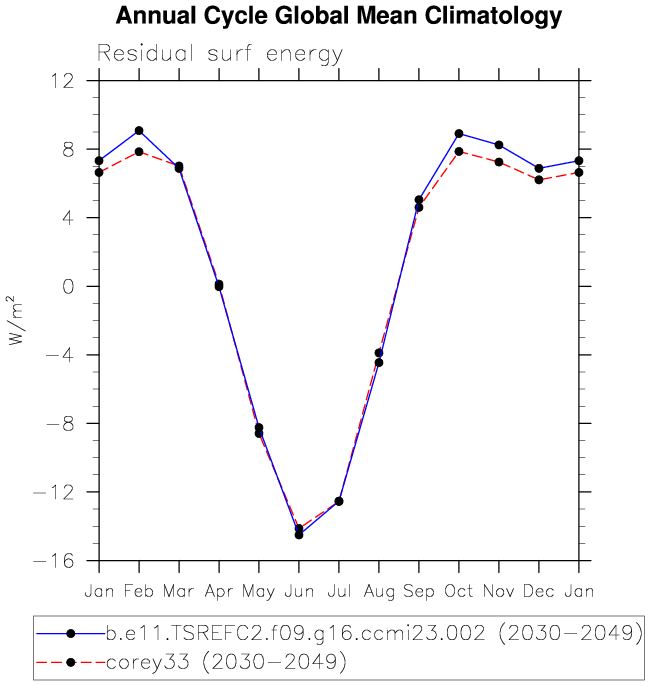 Annual Cycle Global Mean Climatology
Residual surf energy
12
8
4
0
−4
−8
−12
−16
W/m²
Jan Feb Mar Apr May Jun Jul Aug Sep Oct Nov Dec Jan
b.e11.TSREFC2.f09.g16.ccmi23.002 (2030−2049)
corey33 (2030−2049)